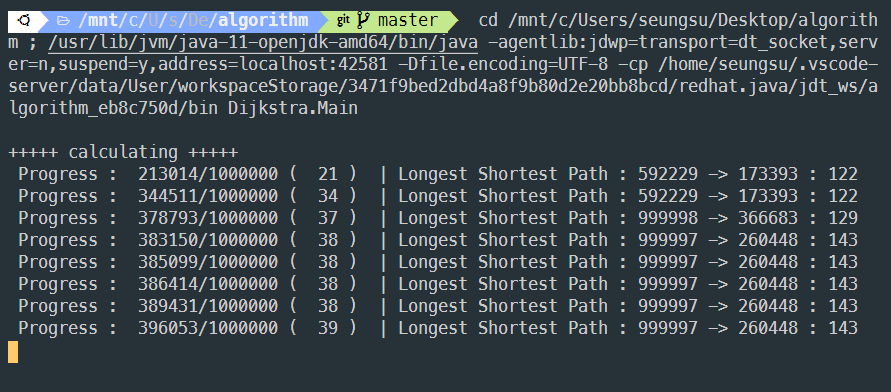 /mnt/c/U/s/De/algorithm git master cd /mnt/c/Users/seungsu/Desktop/algorith
m ; /usr/lib/jvm/java-11-openjdk-amd64/bin/java -agentlib:jdwp=transport=dt_socket,serv
er=n,suspend=y,address=localhost:42581 -Dfile.encoding=UTF-8 -cp /home/seungsu/.vscode-
server/data/User/workspaceStorage/3471f9bed2dbd4a8f9b80d2e20bb8bcd/redhat.java/jdt_ws/a
lgorithm_eb8c750d/bin Dijkstra.Main
+++++ calculating +++++
Progress :  213014/1000000 (  21 )  | Longest Shortest Path : 592229 -> 173393 : 122
Progress :  344511/1000000 (  34 )  | Longest Shortest Path : 592229 -> 173393 : 122
Progress :  378793/1000000 (  37 )  | Longest Shortest Path : 999998 -> 366683 : 129
Progress :  383150/1000000 (  38 )  | Longest Shortest Path : 999997 -> 260448 : 143
Progress :  385099/1000000 (  38 )  | Longest Shortest Path : 999997 -> 260448 : 143
Progress :  386414/1000000 (  38 )  | Longest Shortest Path : 999997 -> 260448 : 143
Progress :  389431/1000000 (  38 )  | Longest Shortest Path : 999997 -> 260448 : 143
Progress :  396053/1000000 (  39 )  | Longest Shortest Path : 999997 -> 260448 : 143